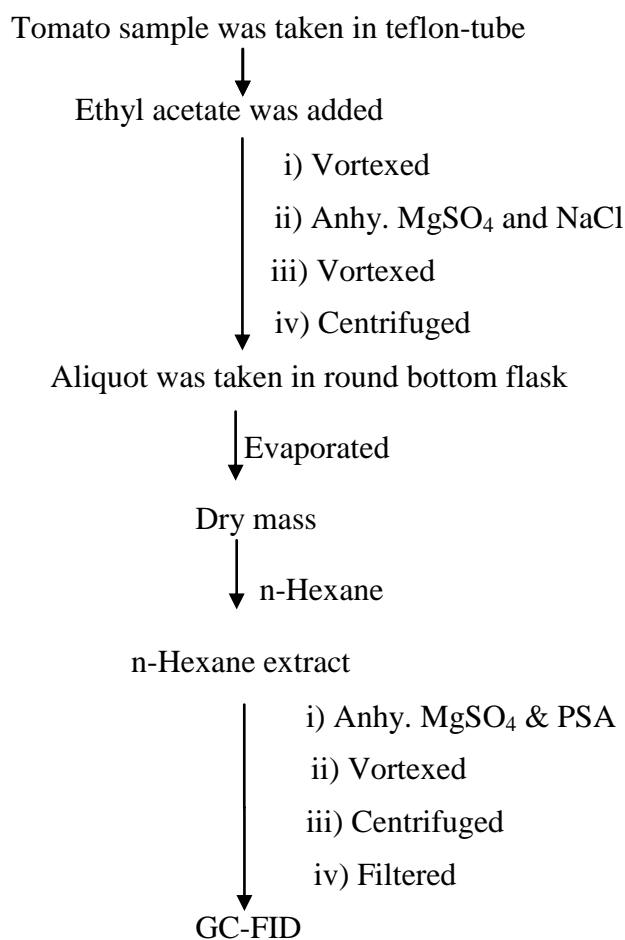 Tomato sample was taken in teflon-tube
Ethyl acetate was added
i) Vortexed
ii) Anhy. MgSO₄ and NaCl
iii) Vortexed
iv) Centrifuged
Aliquot was taken in round bottom flask
Evaporated
Dry mass
n-Hexane
n-Hexane extract
i) Anhy. MgSO₄ & PSA
ii) Vortexed
iii) Centrifuged
iv) Filtered
GC-FID